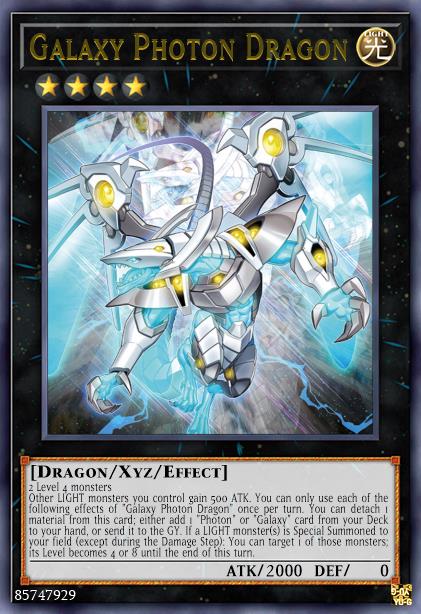 GALAXY PHOTON DRAGON
LIGHT
光
[DRAGON/XYZ/EFFECT]
2 Level 4 monsters
Other LIGHT monsters you control gain 500 ATK. You can only use each of the
following effects of "Galaxy Photon Dragon" once per turn. You can detach 1
material from this card; either add 1 "Photon" or "Galaxy" card from your Deck
to your hand, or send it to the GY. If a LIGHT monster(s) is Special Summoned to
your field (except during the Damage Step): You can target 1 of those monsters;
its Level becomes 4 or 8 until the end of this turn.
ATK/2000 DEF/ 0
85747929